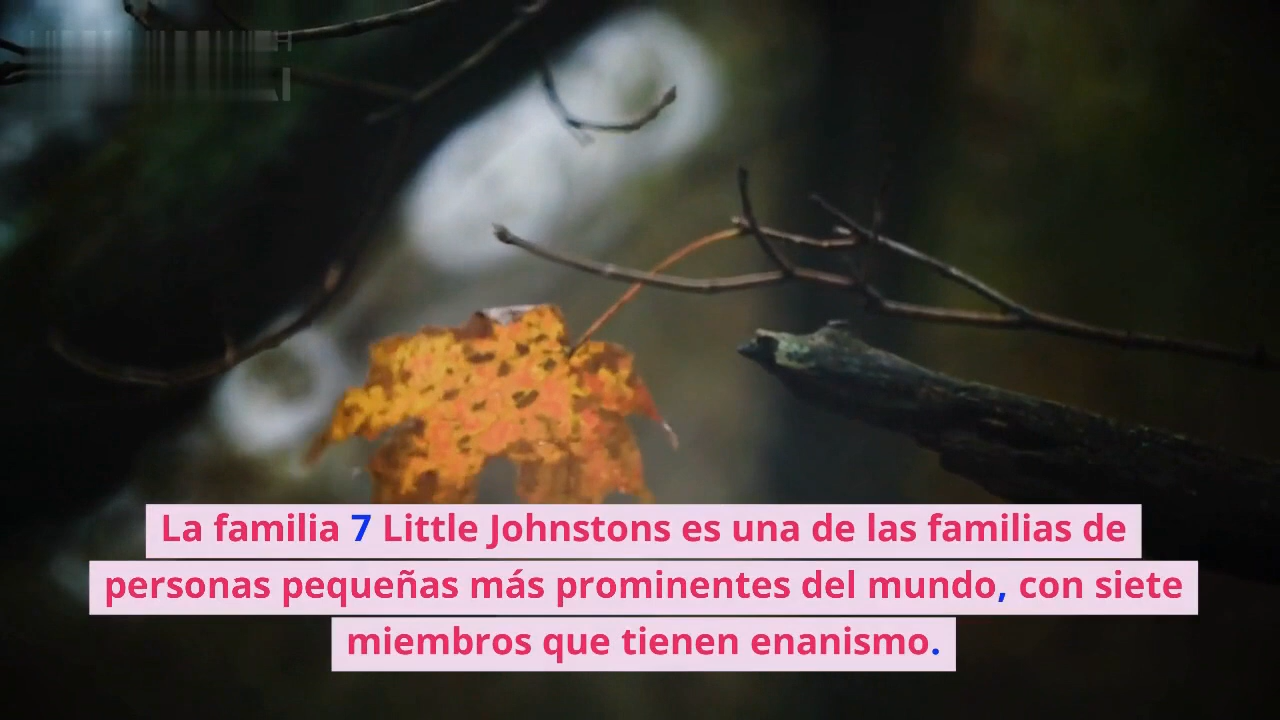 La familia 7 Little Johnstons es una de las familias de
personas pequeñas más prominentes del mundo, con siete
miembros que tienen enanismo.